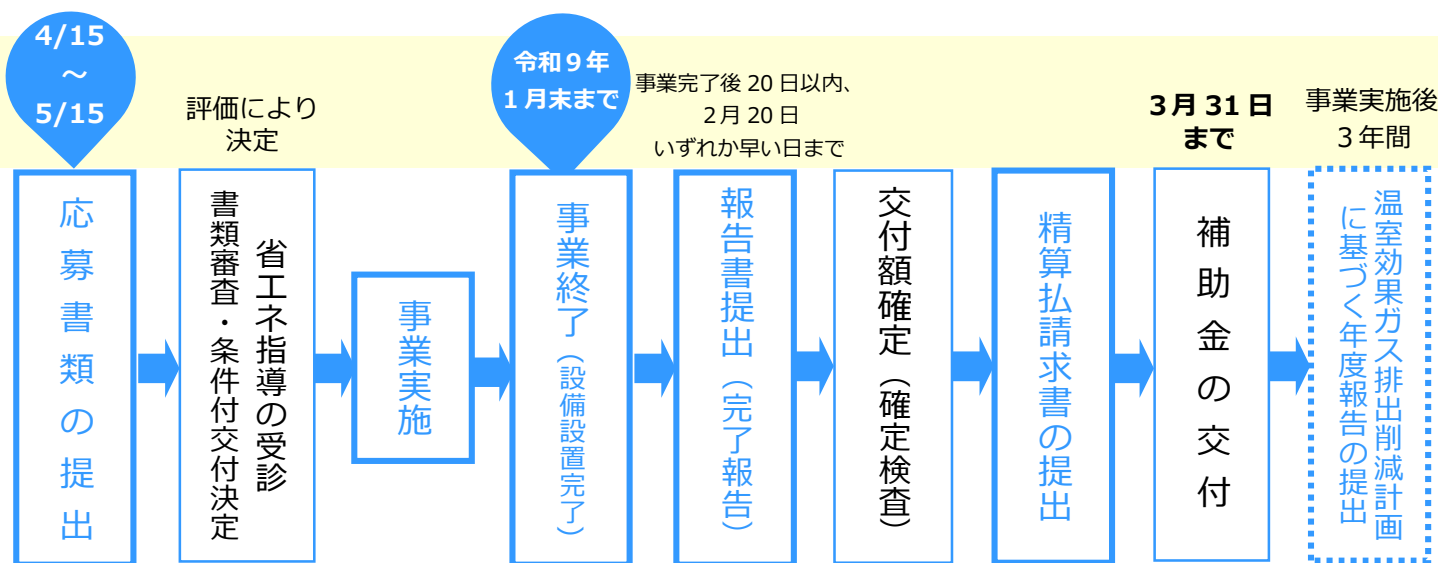 4/15
~
5/15
評価により
決定
令和９年
１月末まで
事業完了後 20 日以内、
２月 20 日
いずれか早い日まで
３月 31 日
まで
事業実施後
３年間
応募書類の提出
省エネ指導の受診
書類審査・条件付交付決定
事業実施
事業終了（設備設置完了）
報告書提出（完了報告）
交付額確定（確定検査）
精算払請求書の提出
補助金の交付
温室効果ガス排出削減計画
に基づく年度報告の提出